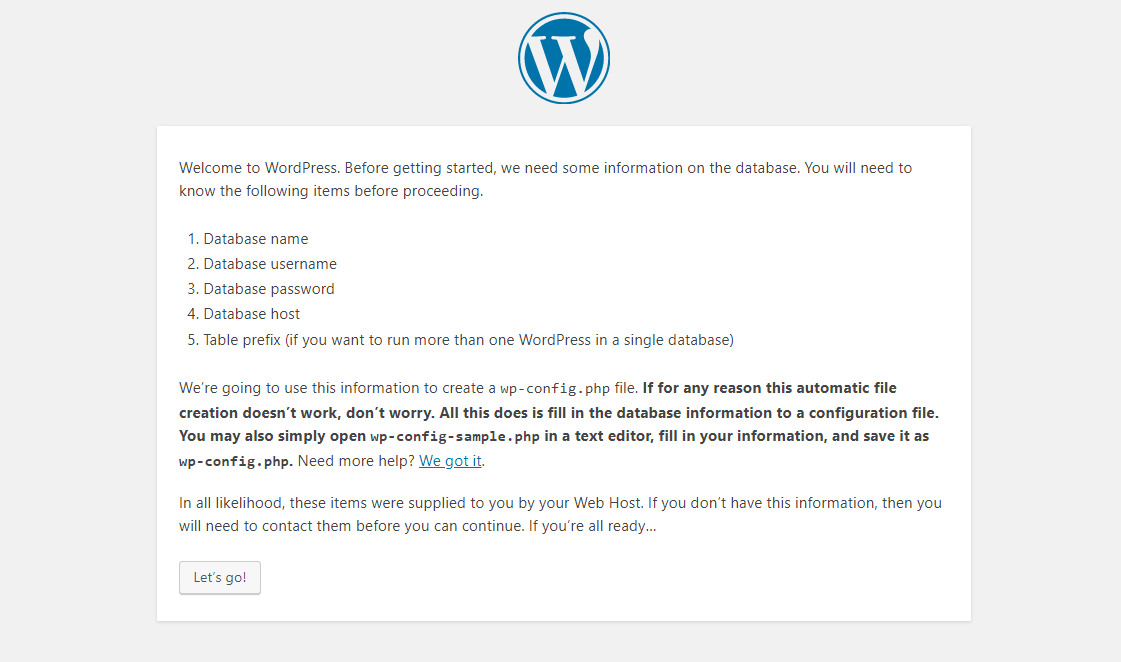 Welcome to WordPress. Before getting started, we need some information on the database. You will need to
know the following items before proceeding.
1. Database name
2. Database username
3. Database password
4. Database host
5. Table prefix (if you want to run more than one WordPress in a single database)
We’re going to use this information to create a wp-config.php file. If for any reason this automatic file
creation doesn’t work, don’t worry. All this does is fill in the database information to a configuration file.
You may also simply open wp-config-sample.php in a text editor, fill in your information, and save it as
wp-config.php. Need more help? We got it.
In all likelihood, these items were supplied to you by your Web Host. If you don’t have this information, then you
will need to contact them before you can continue. If you’re all ready…
Let’s go!